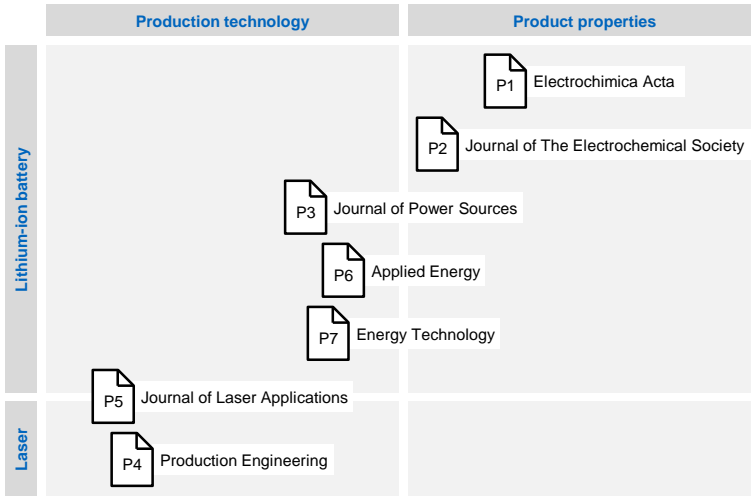 Production technology
Product properties
Lithium-ion battery
P1 Electrochimica Acta
P2 Journal of The Electrochemical Society
P3 Journal of Power Sources
P6 Applied Energy
P7 Energy Technology
P5 Journal of Laser Applications
Laser
P4 Production Engineering